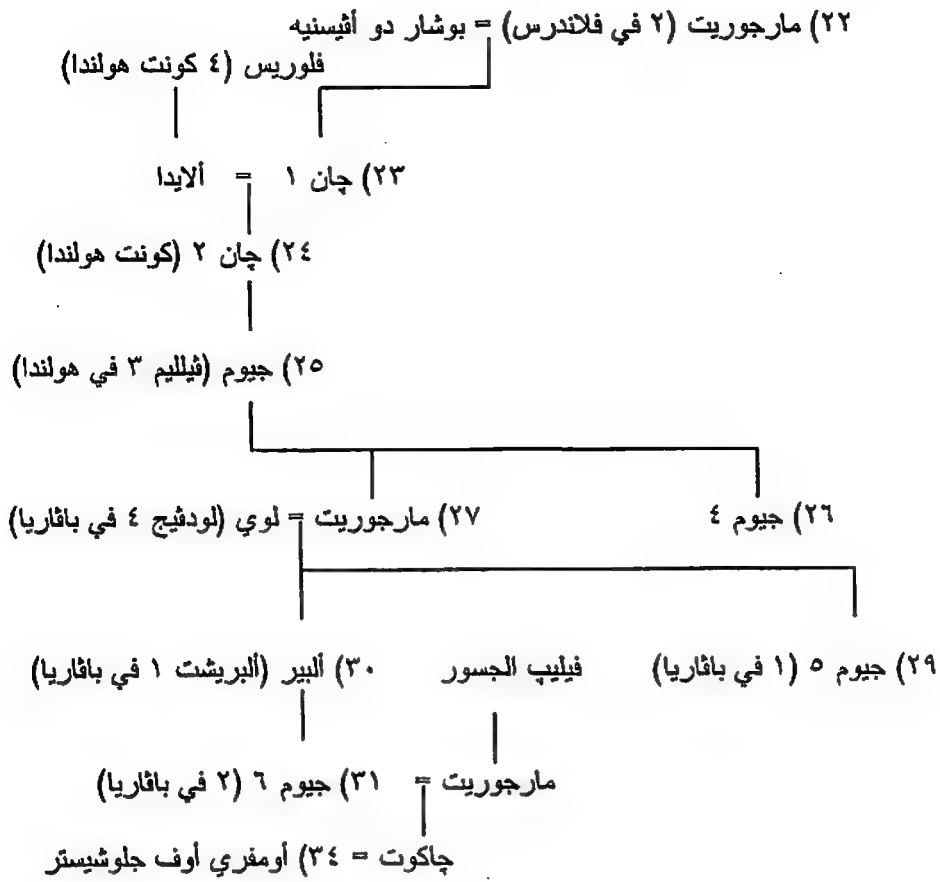 ٢٢) مارجوريت (٢ في فلاندرس) = بوشار دو أڤيسنيه
فلوريس (٤ كونت هولندا)
٢٣) چان ١ = ألايدا
٢٤) چان ٢ (كونت هولندا)
٢٥) جيوم (ڤيلليم ٣ في هولندا)
٢٦) جيوم ٤ ٢٧) مارجوريت = لوي (لودڤيج ٤ في باڤاريا)
٢٩) جيوم ٥ (١ في باڤاريا) فيليپ الجسور ٣٠) ألبير (ألبريشت ١ في باڤاريا)
مارجوريت = ٣١) جيوم ٦ (٢ في باڤاريا)
چاكوت = ٣٤) أومفري أوف جلوشيستر